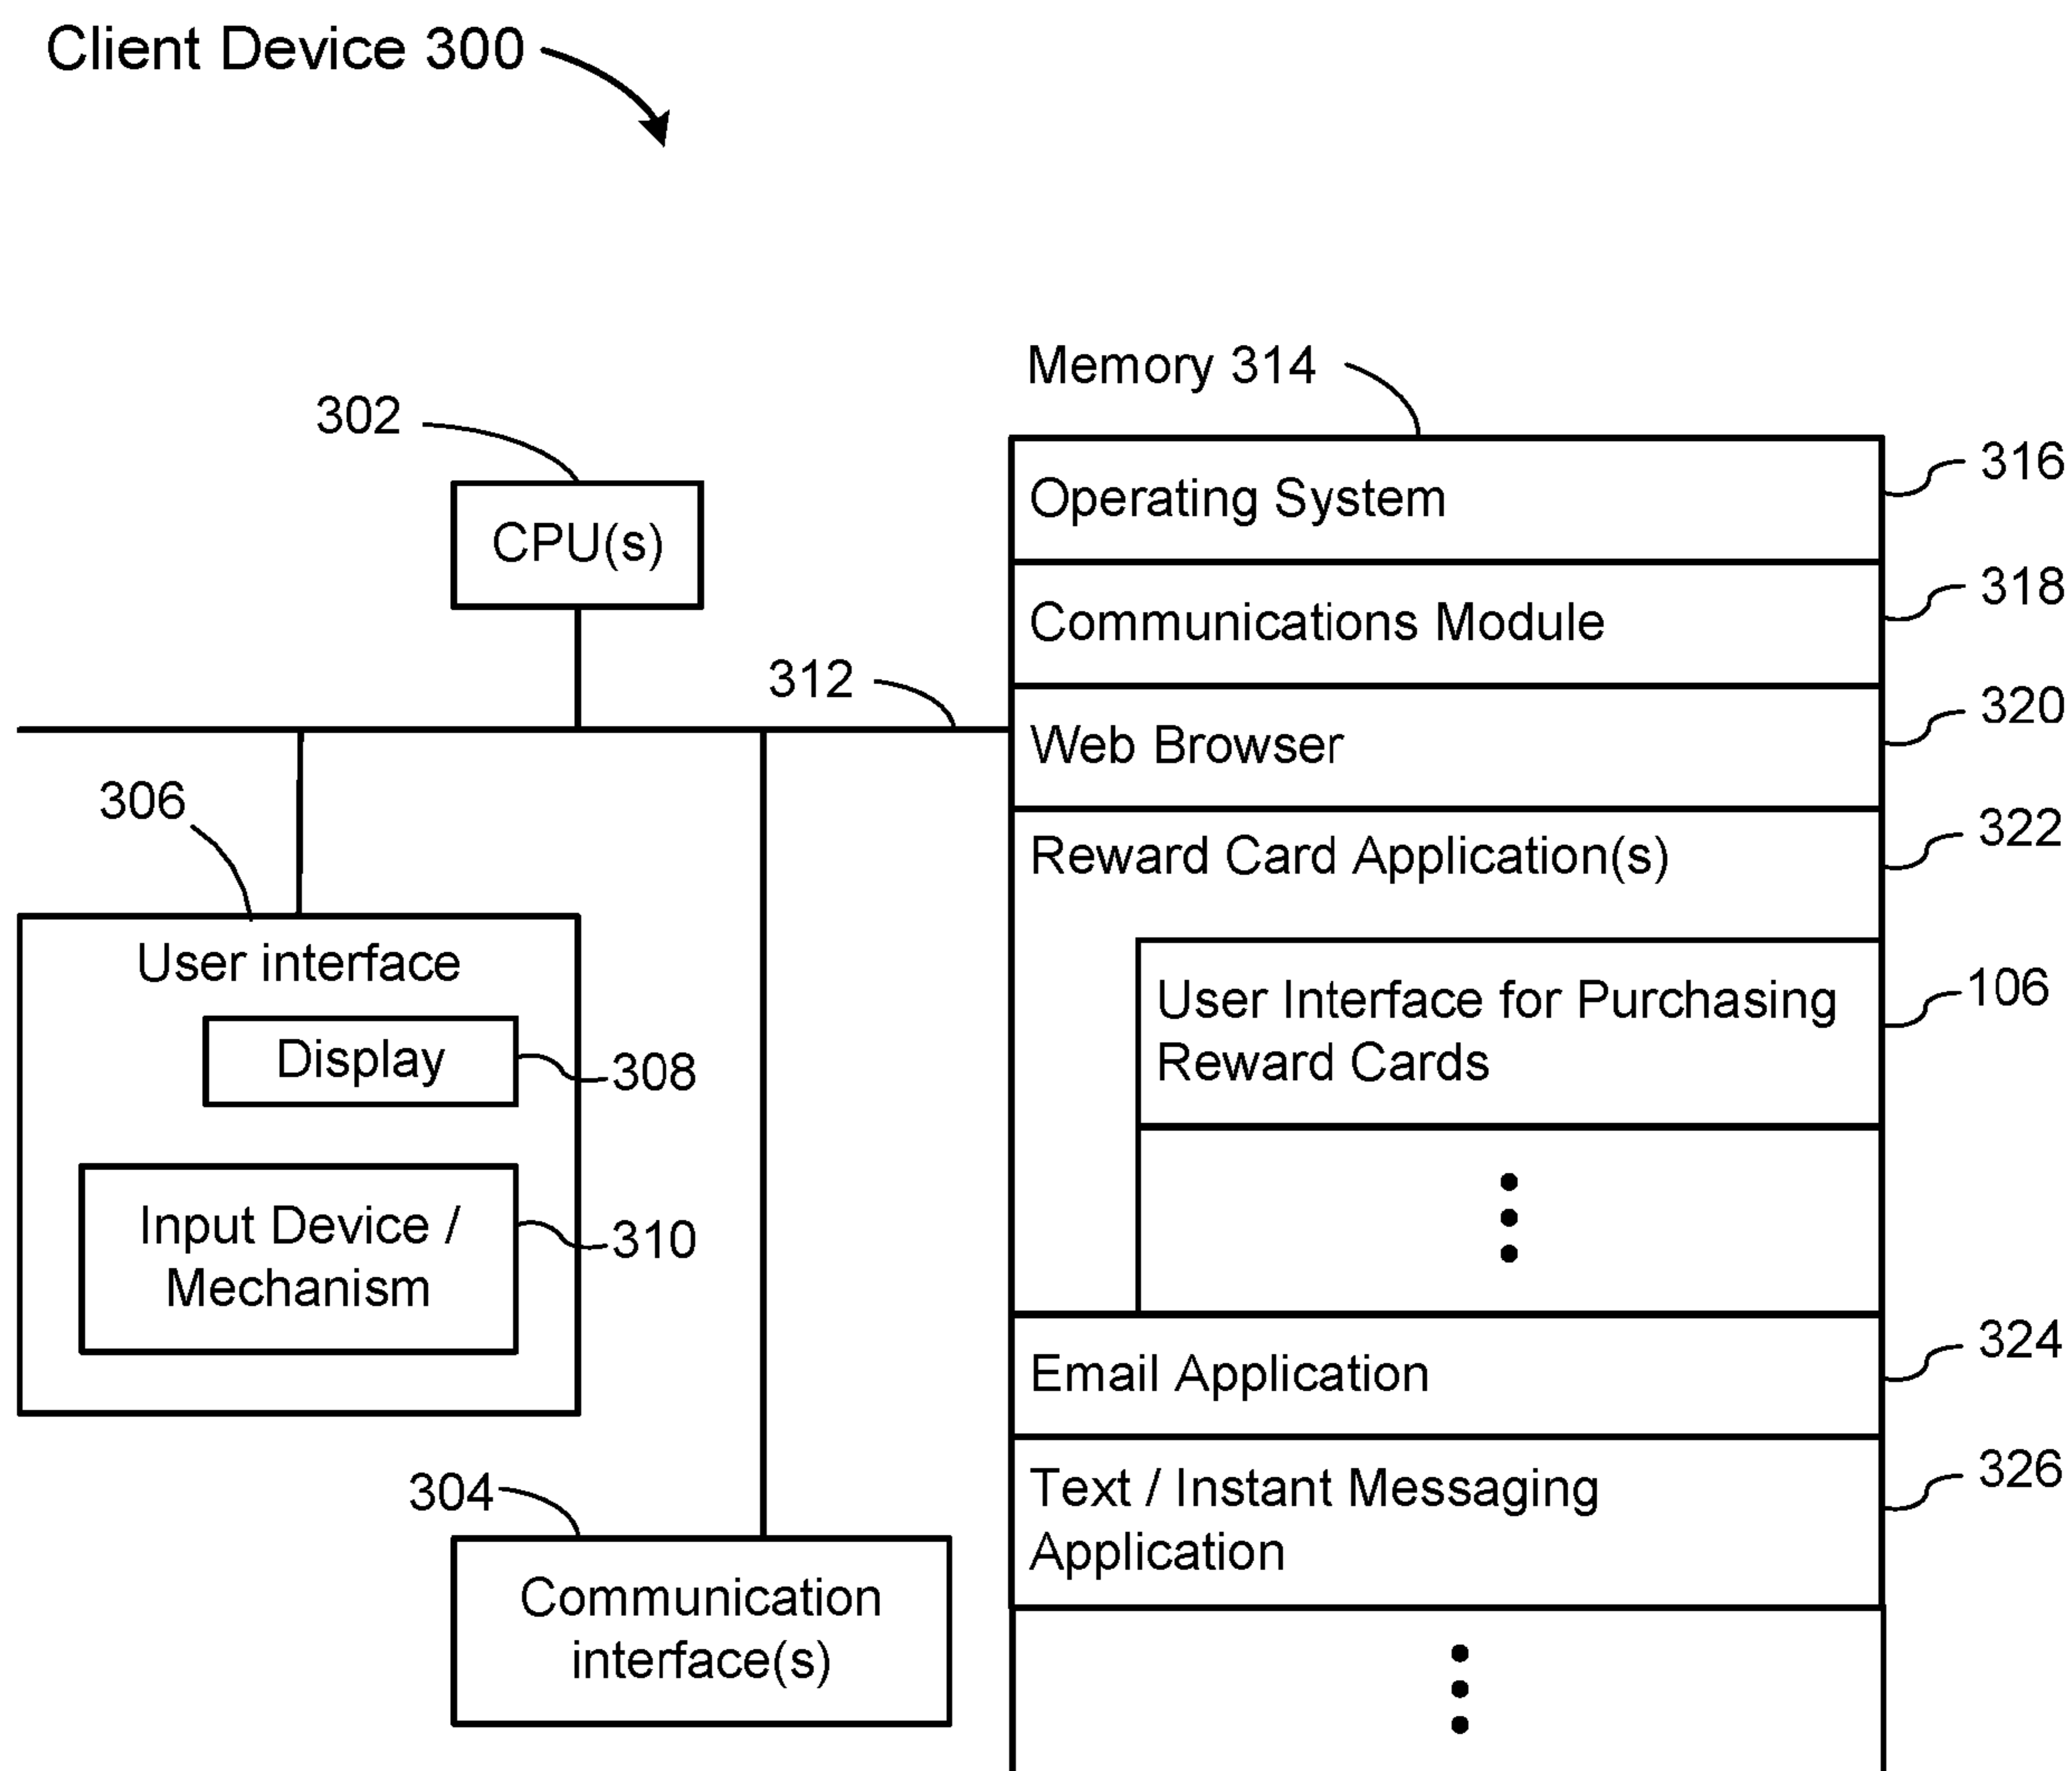 Client Device 300
Memory 314
302
CPU(s)
312
306
User interface
Display
308
Input Device /
Mechanism
310
304
Communication
interface(s)
Operating System
316
Communications Module
318
Web Browser
320
Reward Card Application(s)
322
User Interface for Purchasing
Reward Cards
106
Email Application
324
Text / Instant Messaging
Application
326